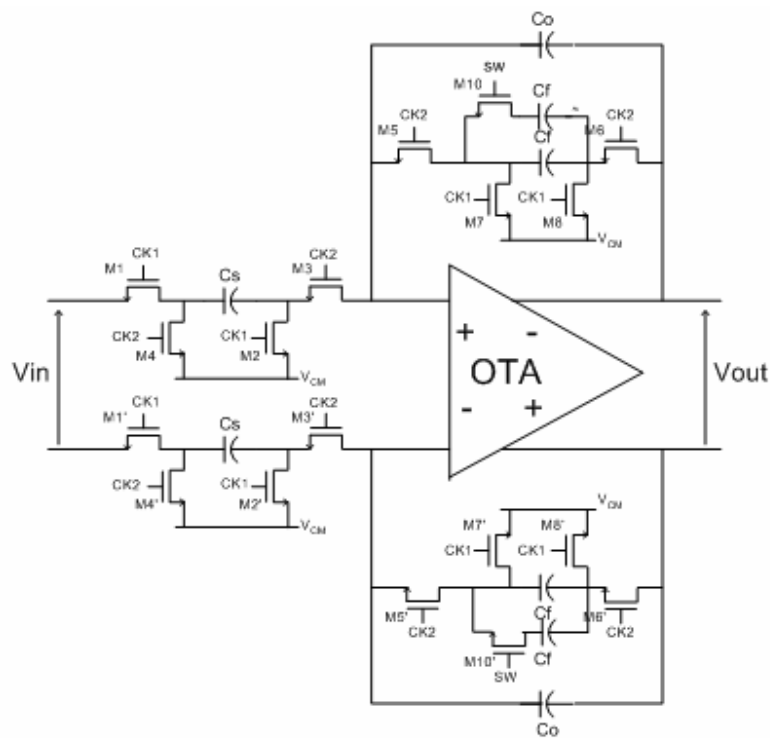 Co
SW
M10 Cf
CK2 CK2
M5 Cf M6
CK1 CK1
M7 M8 VCM
CK1 CK2
M1 Cs M3
CK2 CK1
M4 M2
VCM
+ -
Vin OTA Vout
- +
CK1 CK2
M1' Cs M3'
CK2 CK1
M4' M2'
VCM
VCM
M7' M8'
CK1 CK1
M5' Cf M6'
CK2 CK2
M10' Cf
SW
Co